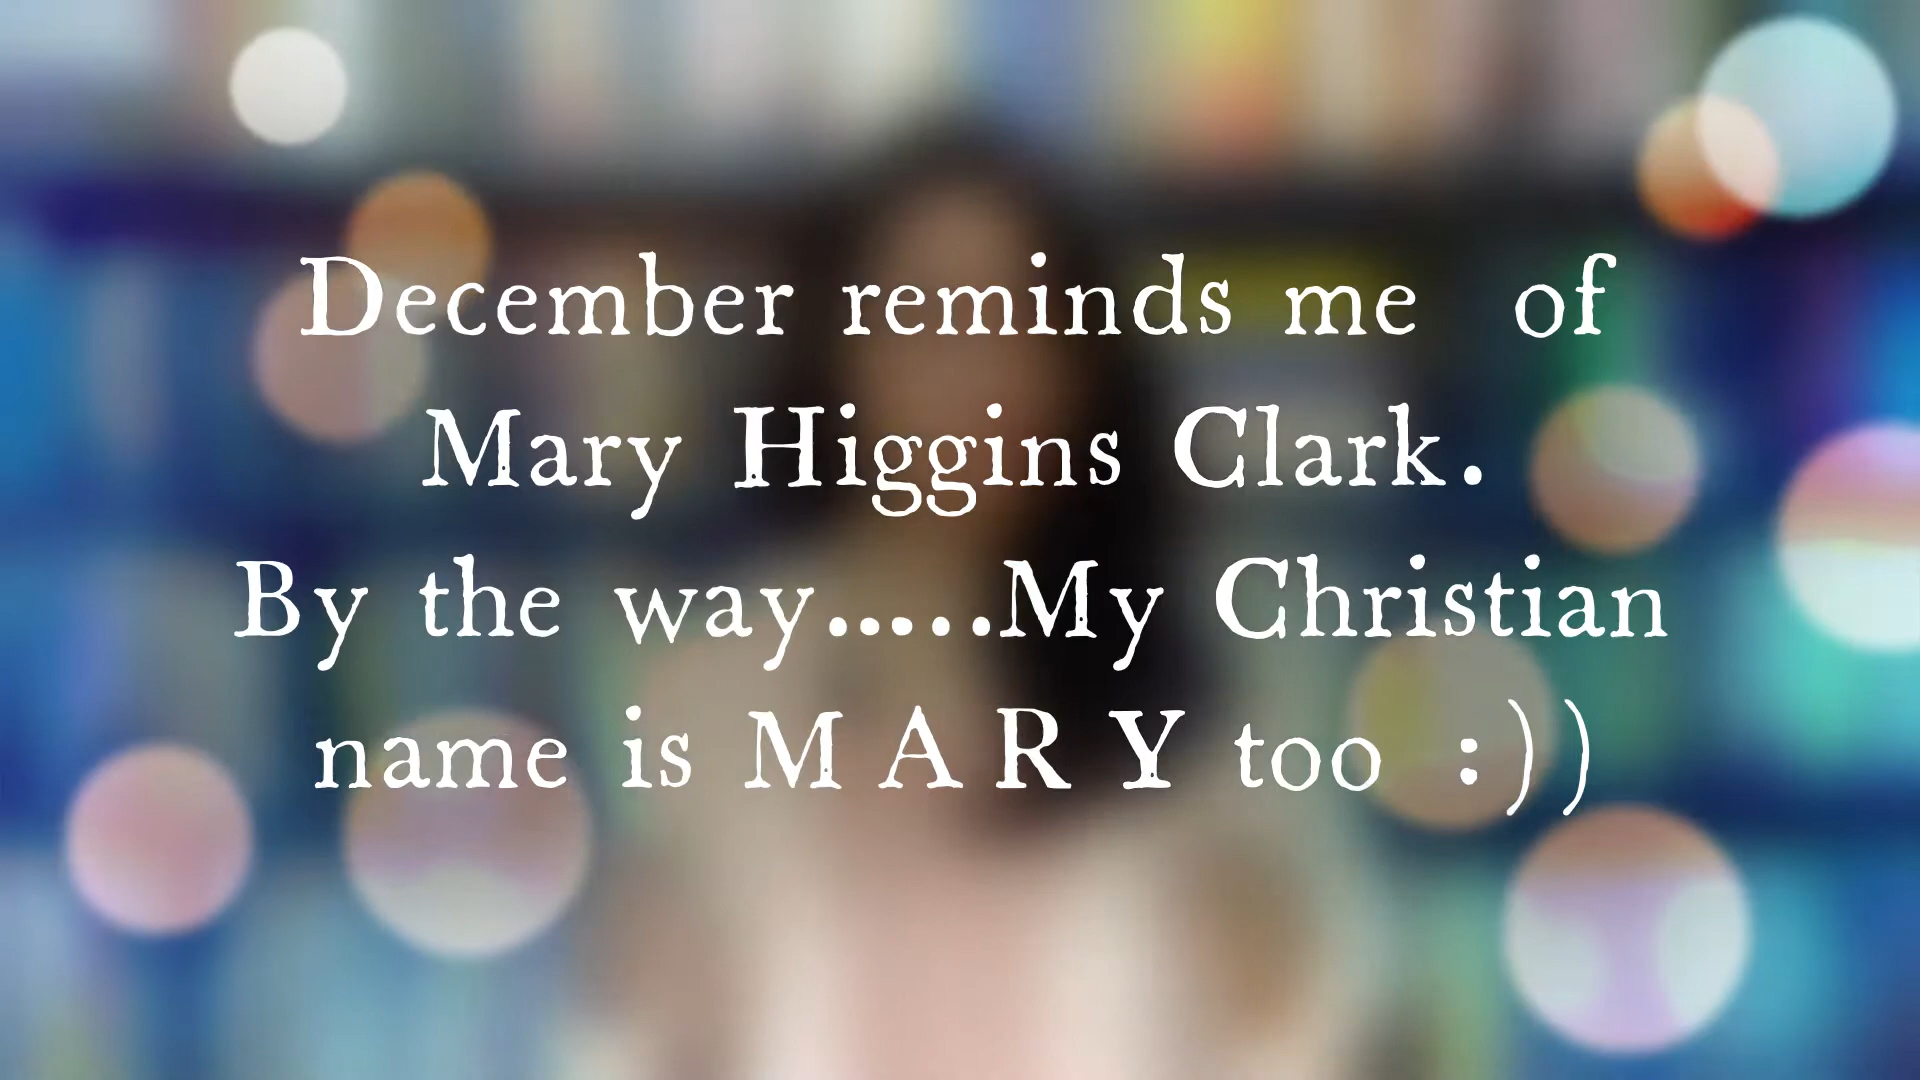 December reminds me of
Mary Higgins Clark.
By the way.....My Christian
name is M A R Y too :))